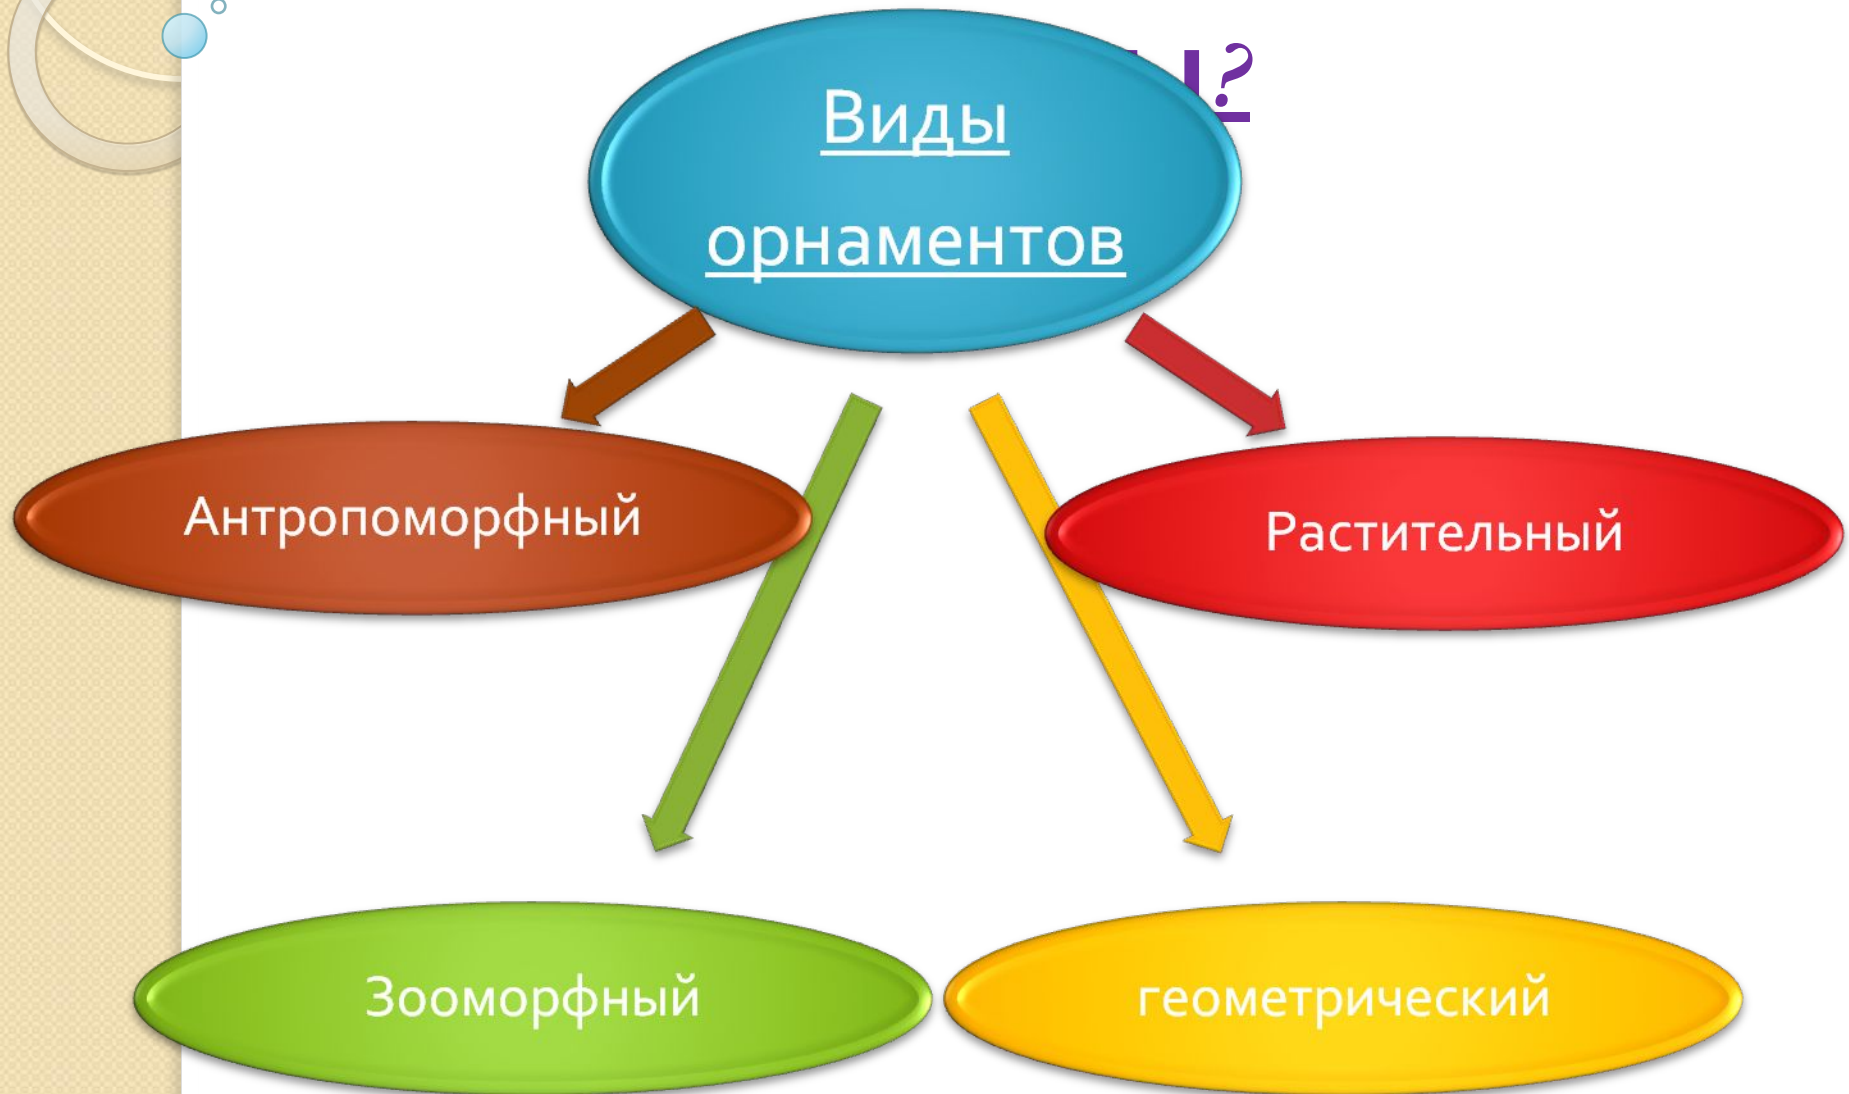 Виды
орнаментов
Антропоморфный
Растительный
Зооморфный
геометрический